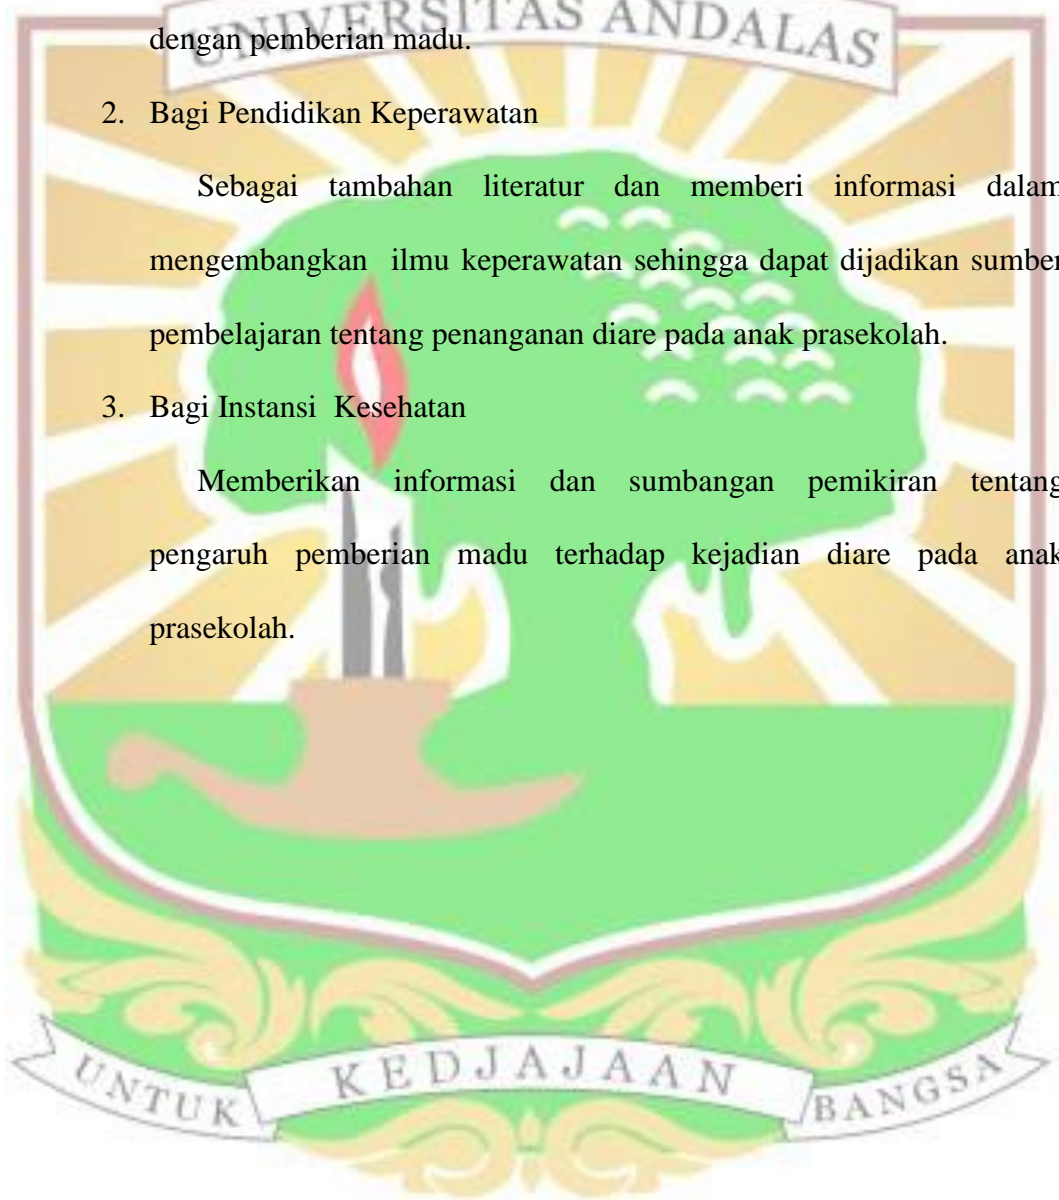 UNIVERSITAS ANDALAS
dengan pemberian madu.
2. Bagi Pendidikan Keperawatan
Sebagai tambahan literatur dan memberi informasi dalam
mengembangkan ilmu keperawatan sehingga dapat dijadikan sumber
pembelajaran tentang penanganan diare pada anak prasekolah.
3. Bagi Instansi Kesehatan
Memberikan informasi dan sumbangan pemikiran tentang
pengaruh pemberian madu terhadap kejadian diare pada anak
prasekolah.
UNTUK KEDJAJAAN BANGSA